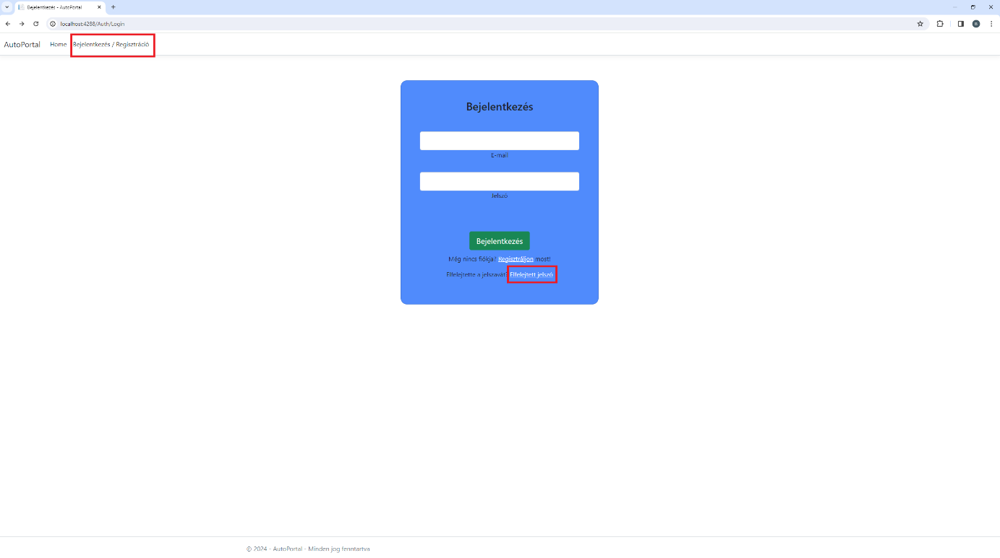 Bejelentkezés - AutoPortal
localhost:4288/Auth/Login
B
AutoPortal Home Bejelentkezés / Regisztráció
Bejelentkezés
E-mail
Jelszó
Bejelentkezés
Még nincs fiókja? Regisztráljon most!
Elfelejtette a jelszavát? Elfelejtett jelszó
© 2024 - AutoPortal - Minden jog fenntartva